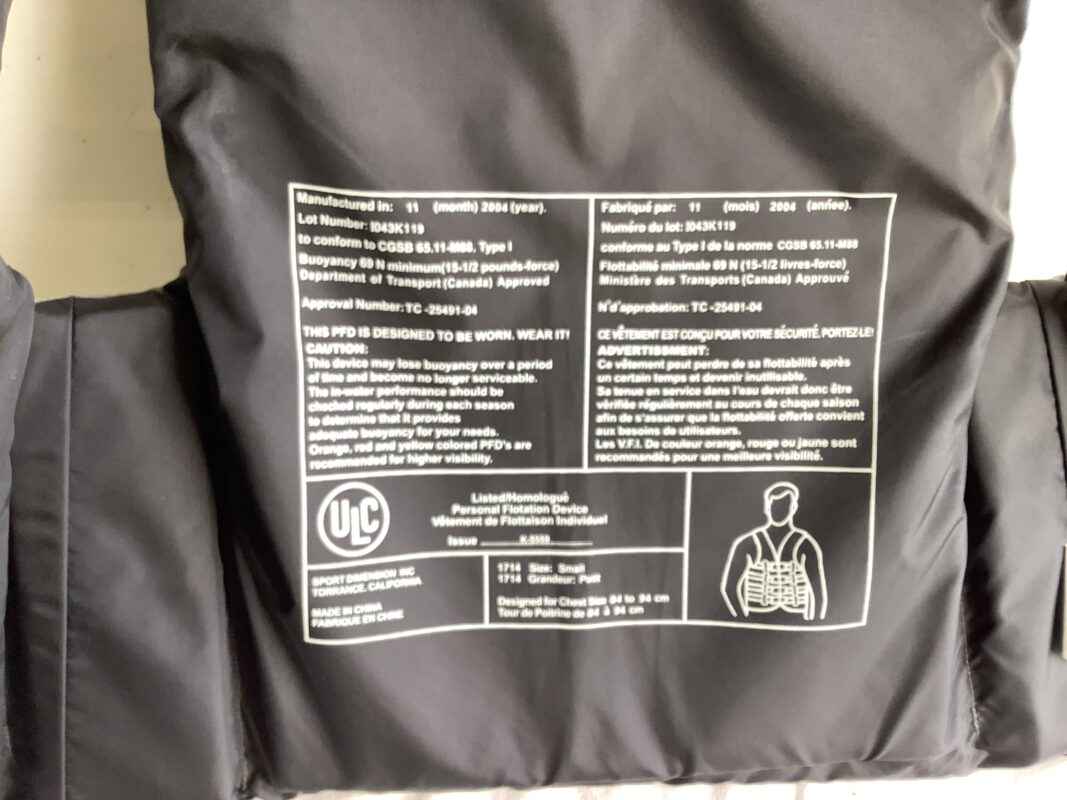 Manufactured in: 11 (month) 2004 (year).
Lot Number: I043K119
to conform to CGSB 65.11-M88, Type I
Buoyancy 69 N minimum(15-1/2 pounds-force)
Department of Transport (Canada) Approved
Approval Number: TC -25491-04
THIS PFD IS DESIGNED TO BE WORN. WEAR IT!
CAUTION:
This device may lose buoyancy over a period
of time and become no longer serviceable.
The in-water performance should be
checked regularly during each season
to determine that it provides
adequate buoyancy for your needs.
Orange, red and yellow colored PFD's are
recommended for higher visibility.
Fabriqué par: 11 (mois) 2004 (année).
Numéro du lot: I043K119
conforme au Type I de la norme CGSB 65.11-M88
Flottabilité minimale 69 N (15-1/2 livres-force)
Ministère des Transports (Canada) Approuvé
N'd'approbation: TC -25491-04
CE VÊTEMENT EST CONÇU POUR VOTRE SÉCURITÉ. PORTEZ-LE!
ADVERTISSMENT:
Ce vêtement peut perdre de sa flottabilité après
un certain temps et devenir inutilisable.
Sa tenue en service dans l'eau devrait donc être
vérifiée régulièrement au cours de chaque saison
afin de s'assurer que la flottabilité offerte convient
aux besoins de utilisateurs.
Les V.F.I. De couleur orange, rouge ou jaune sont
recommandés pour une meilleure visibilité.
ULC
Listed/Homologué
Personal Flotation Device
Vêtement de Flottaison Individuel
Issue
SPORT DIMENSION INC
TORRANCE, CALIFORNIA
MADE IN CHINA
FABRIQUE EN CHINE
1714 Size: Small
1714 Grandeur: Petit
Designed for Chest Size 84 to 94 cm
Tour de Poitrine de 84 à 94 cm